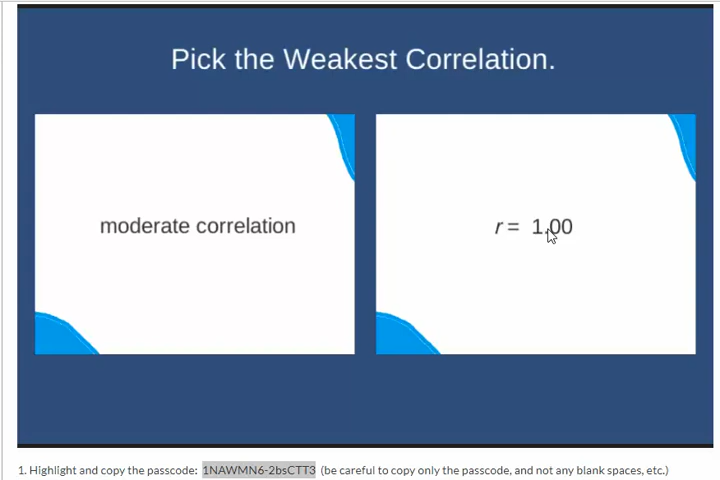 Pick the Weakest Correlation.
moderate correlation
r = 1.00
1. Highlight and copy the passcode: 1NAWMN6-2bsCTT3 (be careful to copy only the passcode, and not any blank spaces, etc.)